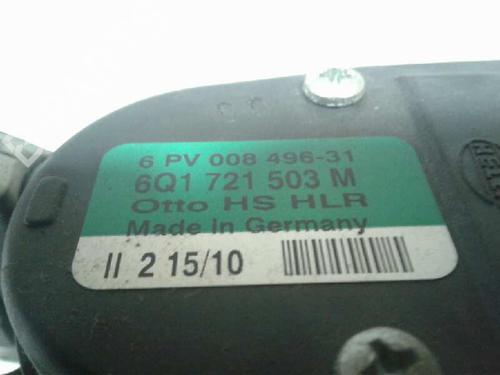 6 PV 008 496-31
6Q1 721 503 M
Otto HS HLR
Made in Germany
II 2 15/10